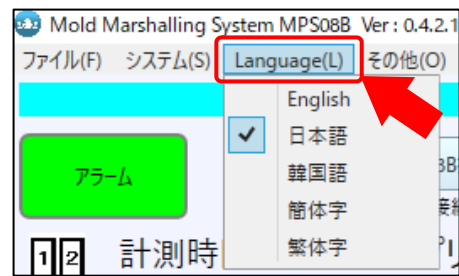 Mold Marshalling System MPS08B Ver : 0.4.2.1
ファイル(F) システム(S) Language(L) その他(O)
English
日本語
アラーム
韓国語
簡体字
繁体字
1 2 計測時